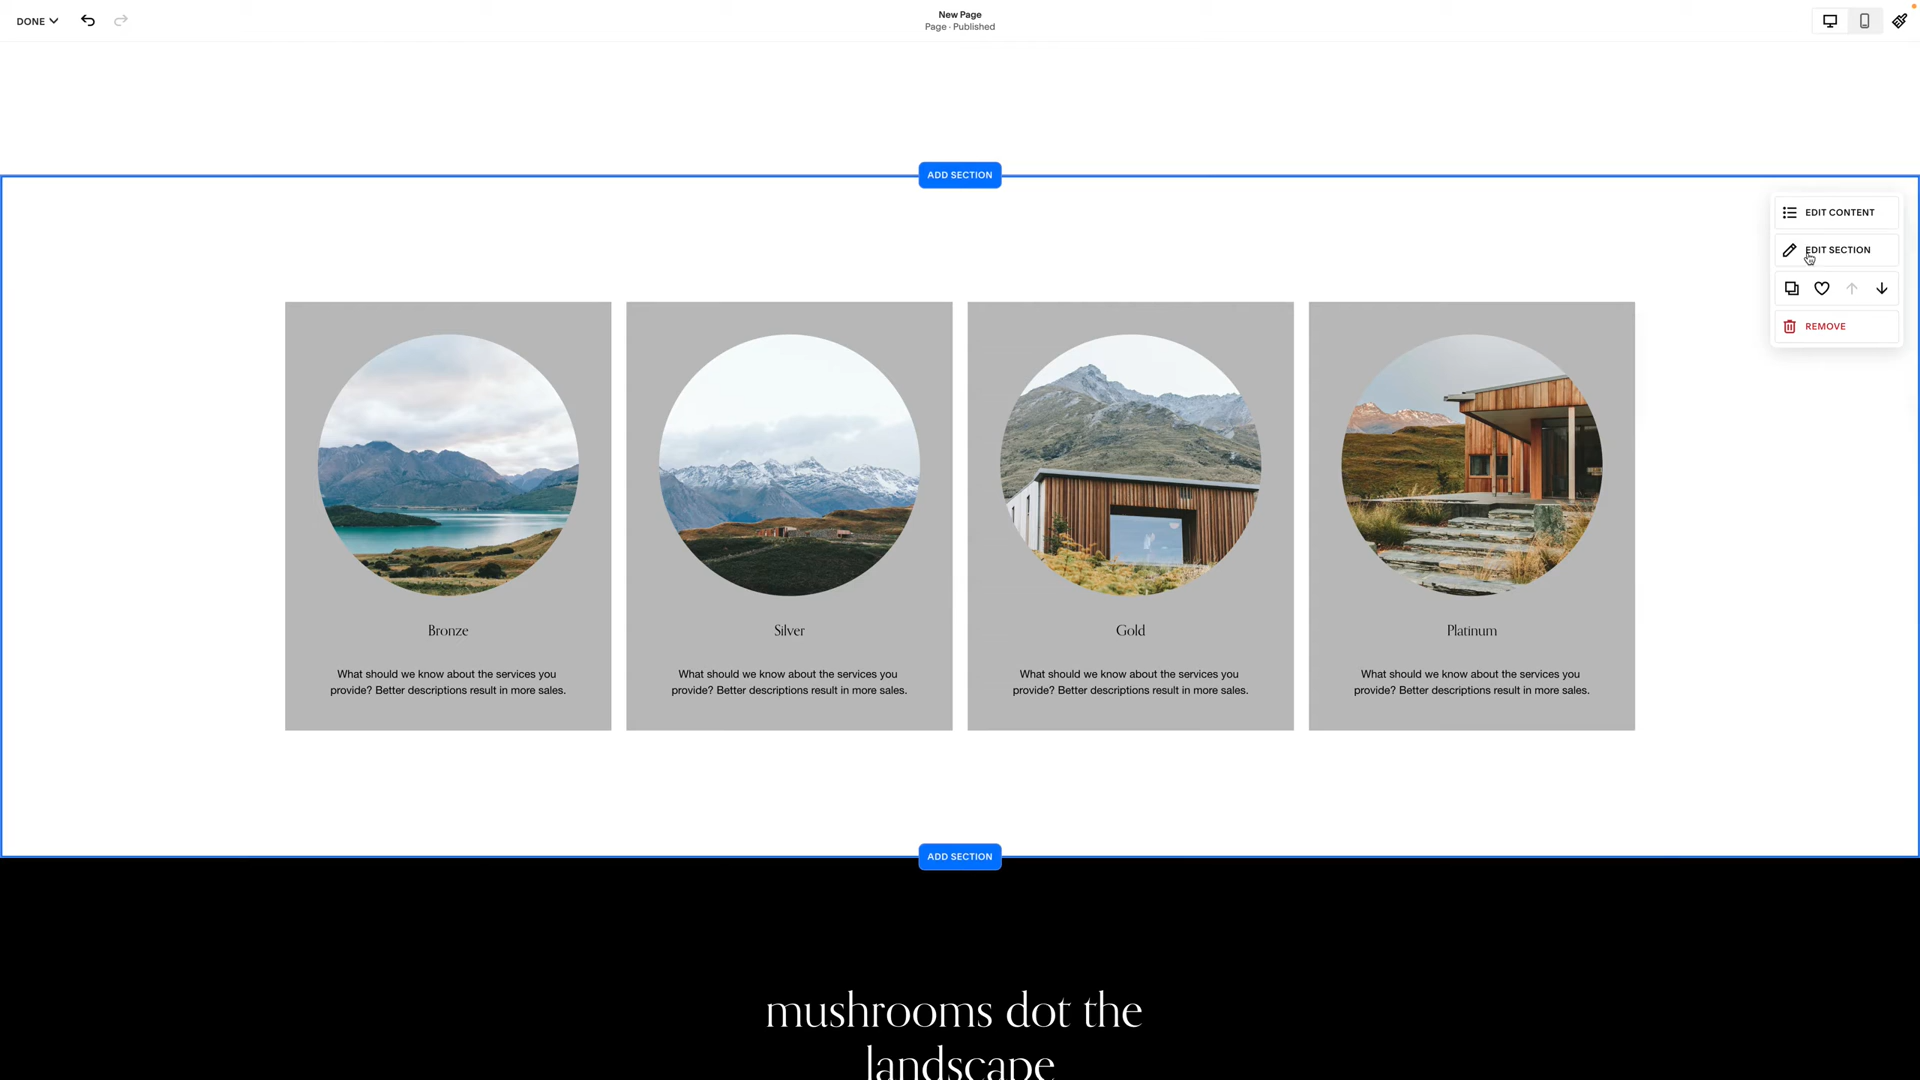 DONE
New Page
Page · Published
ADD SECTION
EDIT CONTENT
EDIT SECTION
REMOVE
Bronze
What should we know about the services you
provide? Better descriptions result in more sales.
Silver
What should we know about the services you
provide? Better descriptions result in more sales.
Gold
What should we know about the services you
provide? Better descriptions result in more sales.
Platinum
What should we know about the services you
provide? Better descriptions result in more sales.
ADD SECTION
mushrooms dot the
landscape